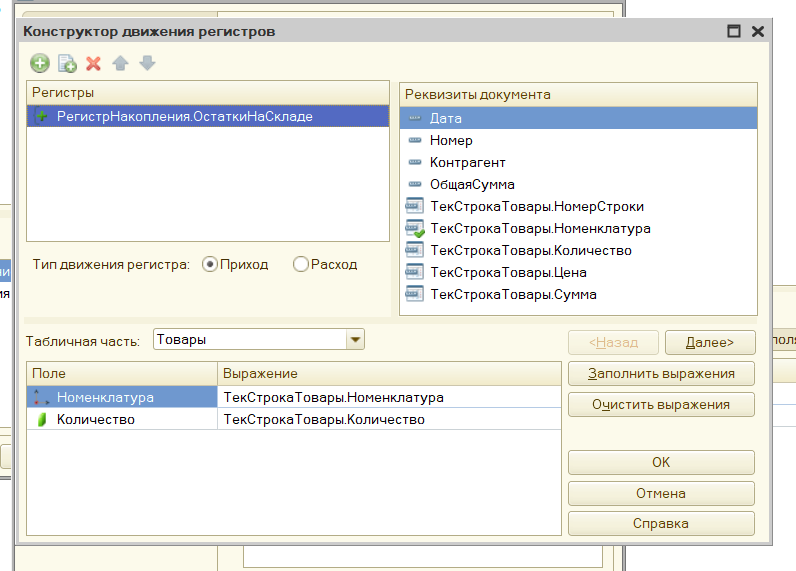 Конструктор движения регистров
Регистры
РегистрНакопления.ОстаткиНаСкладе
Реквизиты документа
Дата
Номер
Контрагент
ОбщаяСумма
ТекСтрокаТовары.НомерСтроки
ТекСтрокаТовары.Номенклатура
ТекСтрокаТовары.Количество
ТекСтрокаТовары.Цена
ТекСтрокаТовары.Сумма
Тип движения регистра: Приход Расход
Табличная часть: Товары
<Назад Далее>
Поле Выражение
Номенклатура ТекСтрокаТовары.Номенклатура
Количество ТекСтрокаТовары.Количество
Заполнить выражения
Очистить выражения
ОК
Отмена
Справка